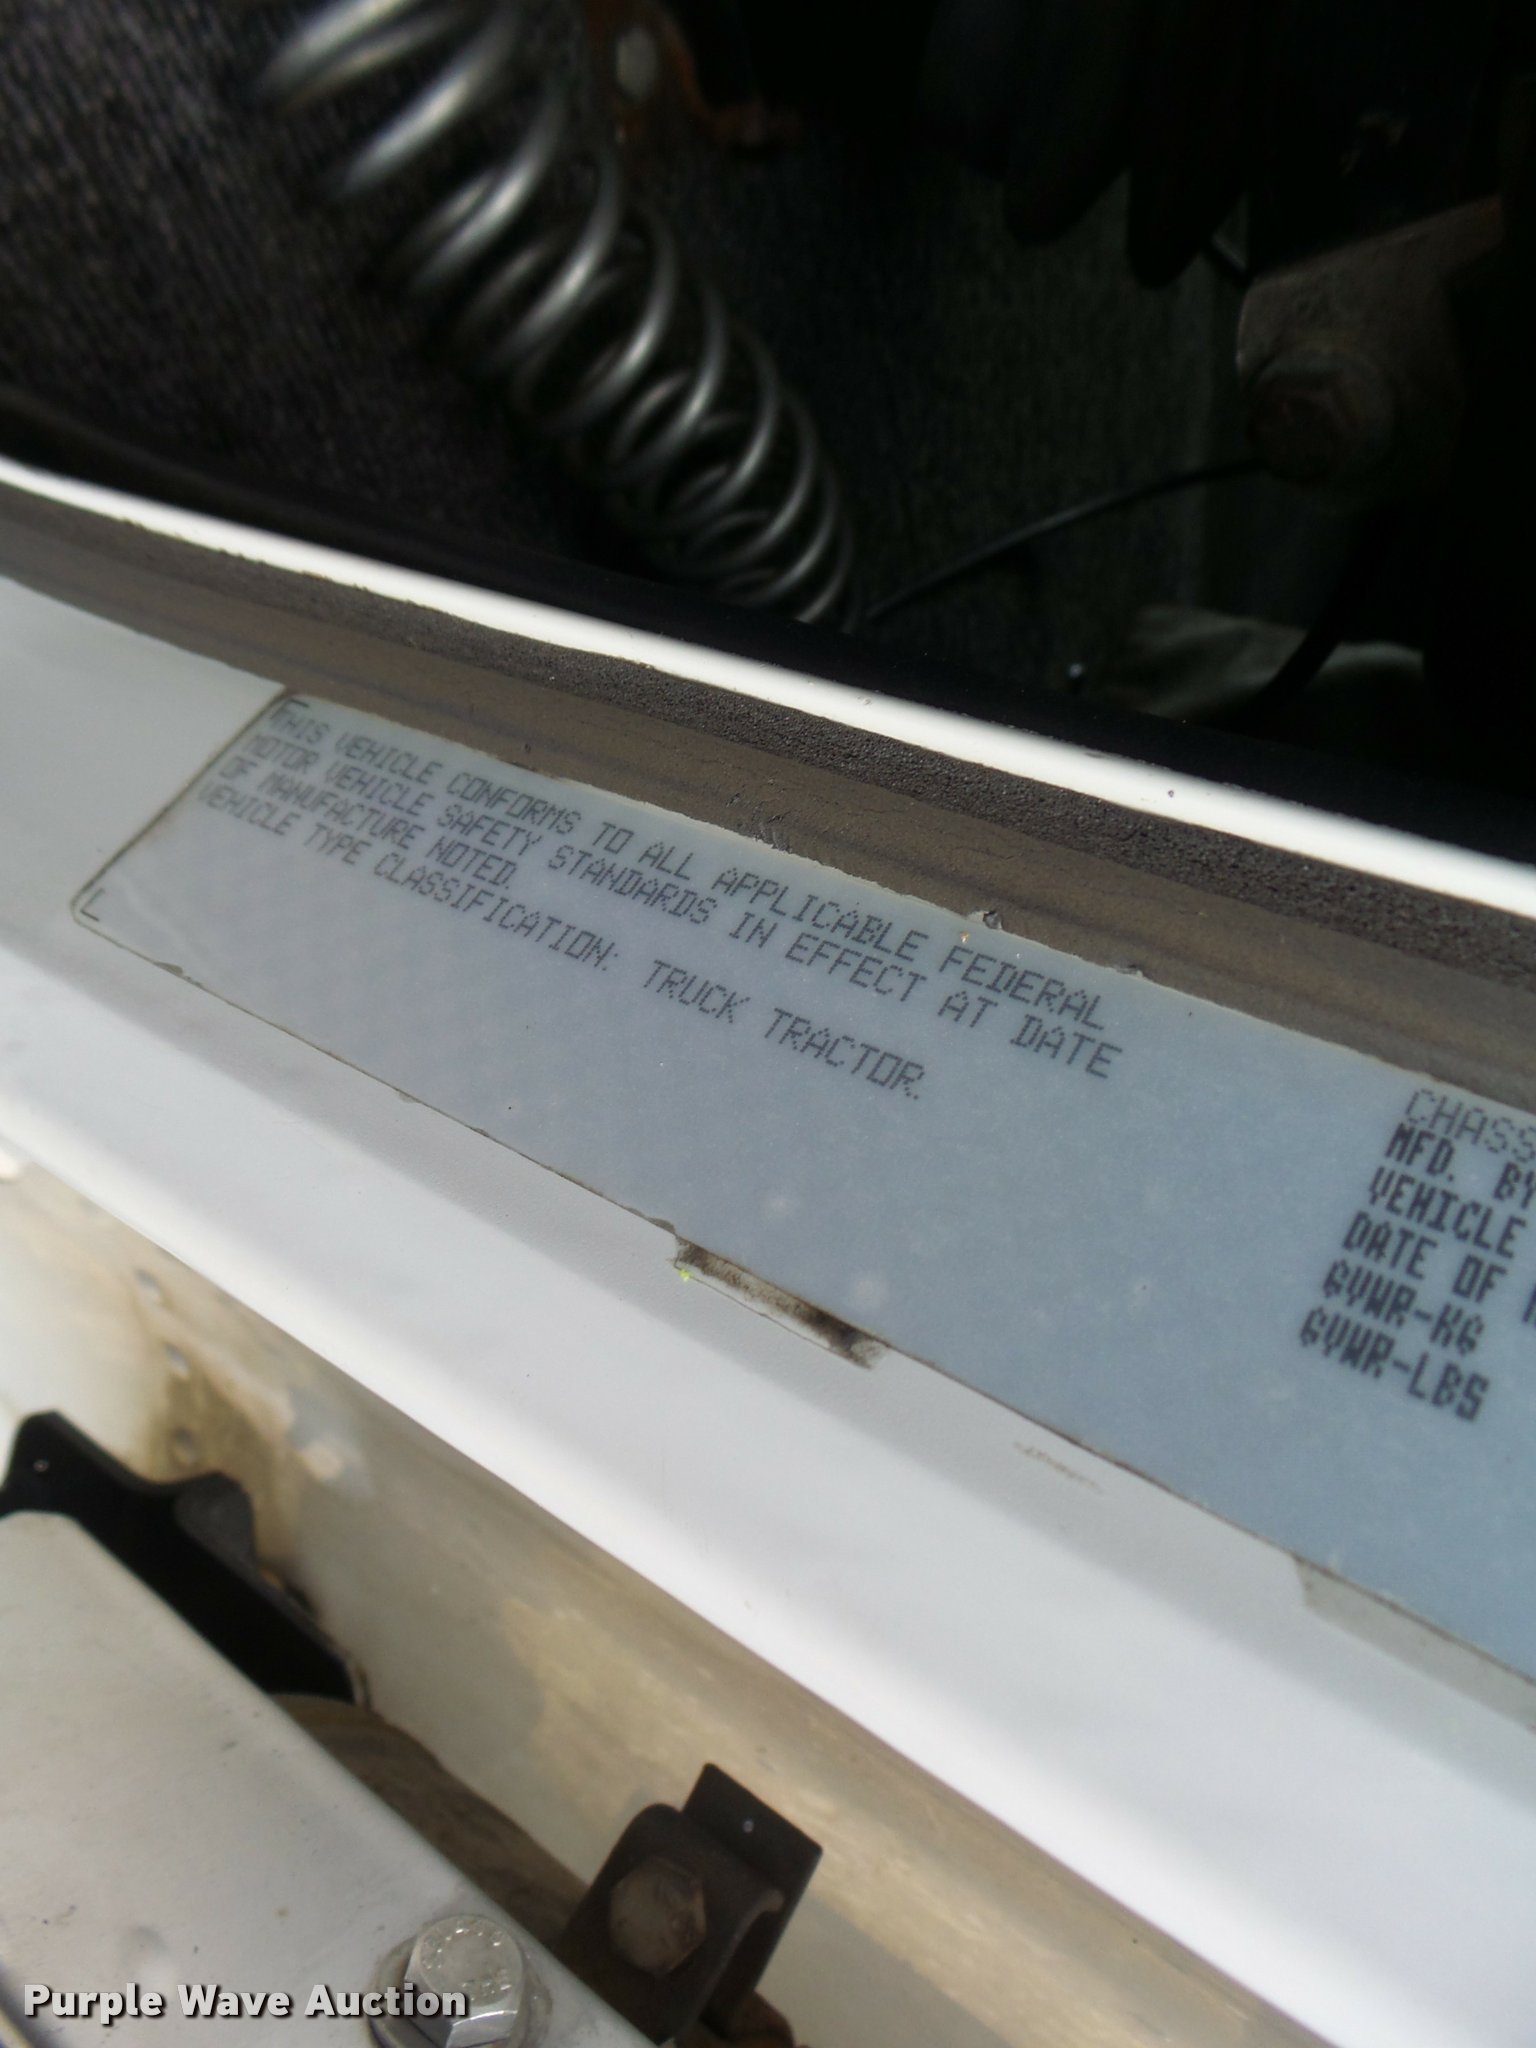 THIS VEHICLE CONFORMS TO ALL APPLICABLE FEDERAL
MOTOR VEHICLE SAFETY STANDARDS IN EFFECT AT DATE
OF MANUFACTURE NOTED.
VEHICLE TYPE CLASSIFICATION: TRUCK TRACTOR.
CHASS
MFD. BY
VEHICLE
DATE OF
GVWR-KG
GVWR-LBS
Purple Wave Auction